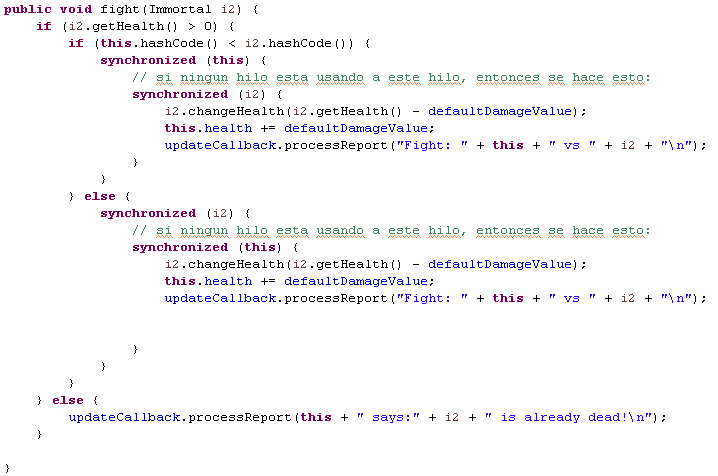 public void fight(Immortal i2) {
    if (i2.getHealth() > 0) {
        if (this.hashCode() < i2.hashCode()) {
            synchronized (this) {
                // si ningun hilo esta usando a este hilo, entonces se hace esto:
                synchronized (i2) {
                    i2.changeHealth(i2.getHealth() - defaultDamageValue);
                    this.health += defaultDamageValue;
                    updateCallback.processReport("Fight: " + this + " vs " + i2 + "\n");
                }
            }
        } else {
            synchronized (i2) {
                // si ningun hilo esta usando a este hilo, entonces se hace esto:
                synchronized (this) {
                    i2.changeHealth(i2.getHealth() - defaultDamageValue);
                    this.health += defaultDamageValue;
                    updateCallback.processReport("Fight: " + this + " vs " + i2 + "\n");
                }
            }
        }
    } else {
        updateCallback.processReport(this + " says:" + i2 + " is already dead!\n");
    }
}